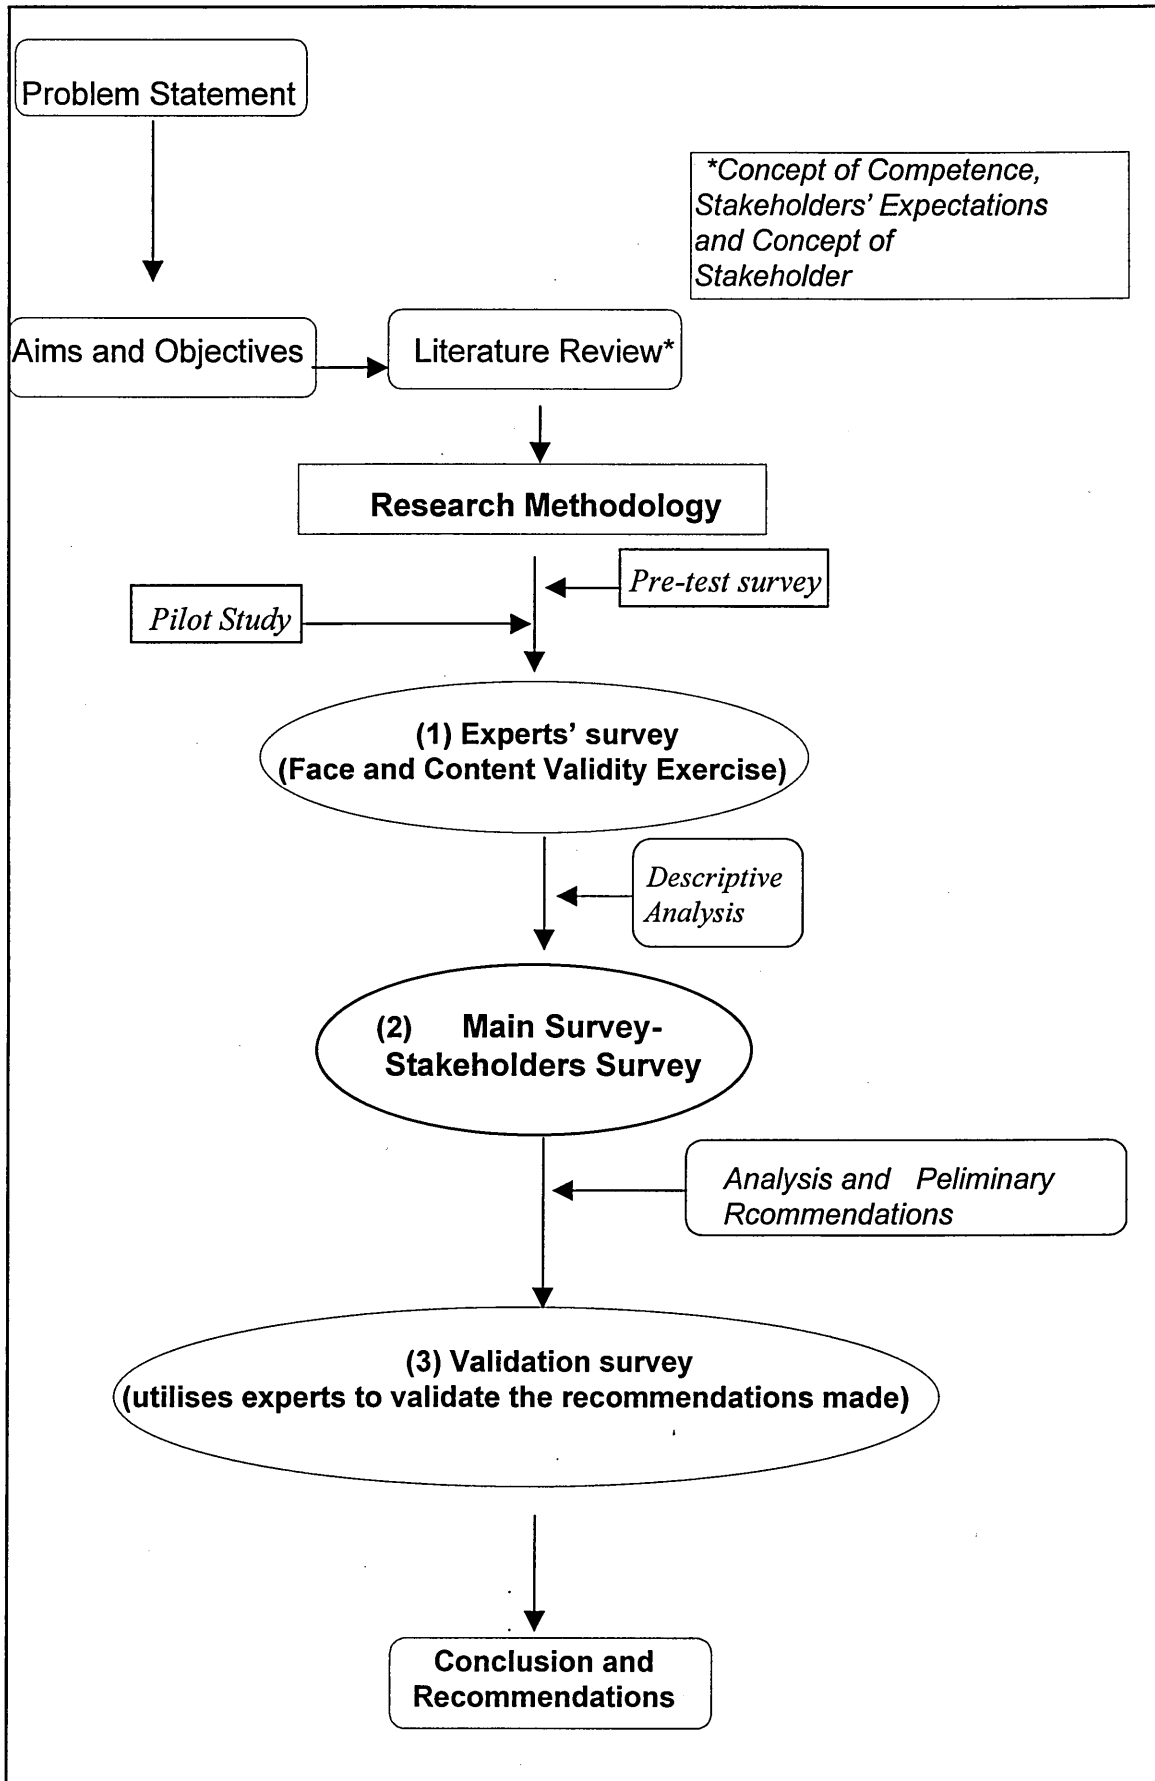 Problem Statement
*Concept of Competence,
Stakeholders' Expectations
and Concept of
Stakeholder
Aims and Objectives
Literature Review*
Research Methodology
Pre-test survey
Pilot Study
(1) Experts' survey
(Face and Content Validity Exercise)
Descriptive
Analysis
(2) Main Survey-
Stakeholders Survey
Analysis and Peliminary
Rcommendations
(3) Validation survey
(utilises experts to validate the recommendations made)
Conclusion and
Recommendations